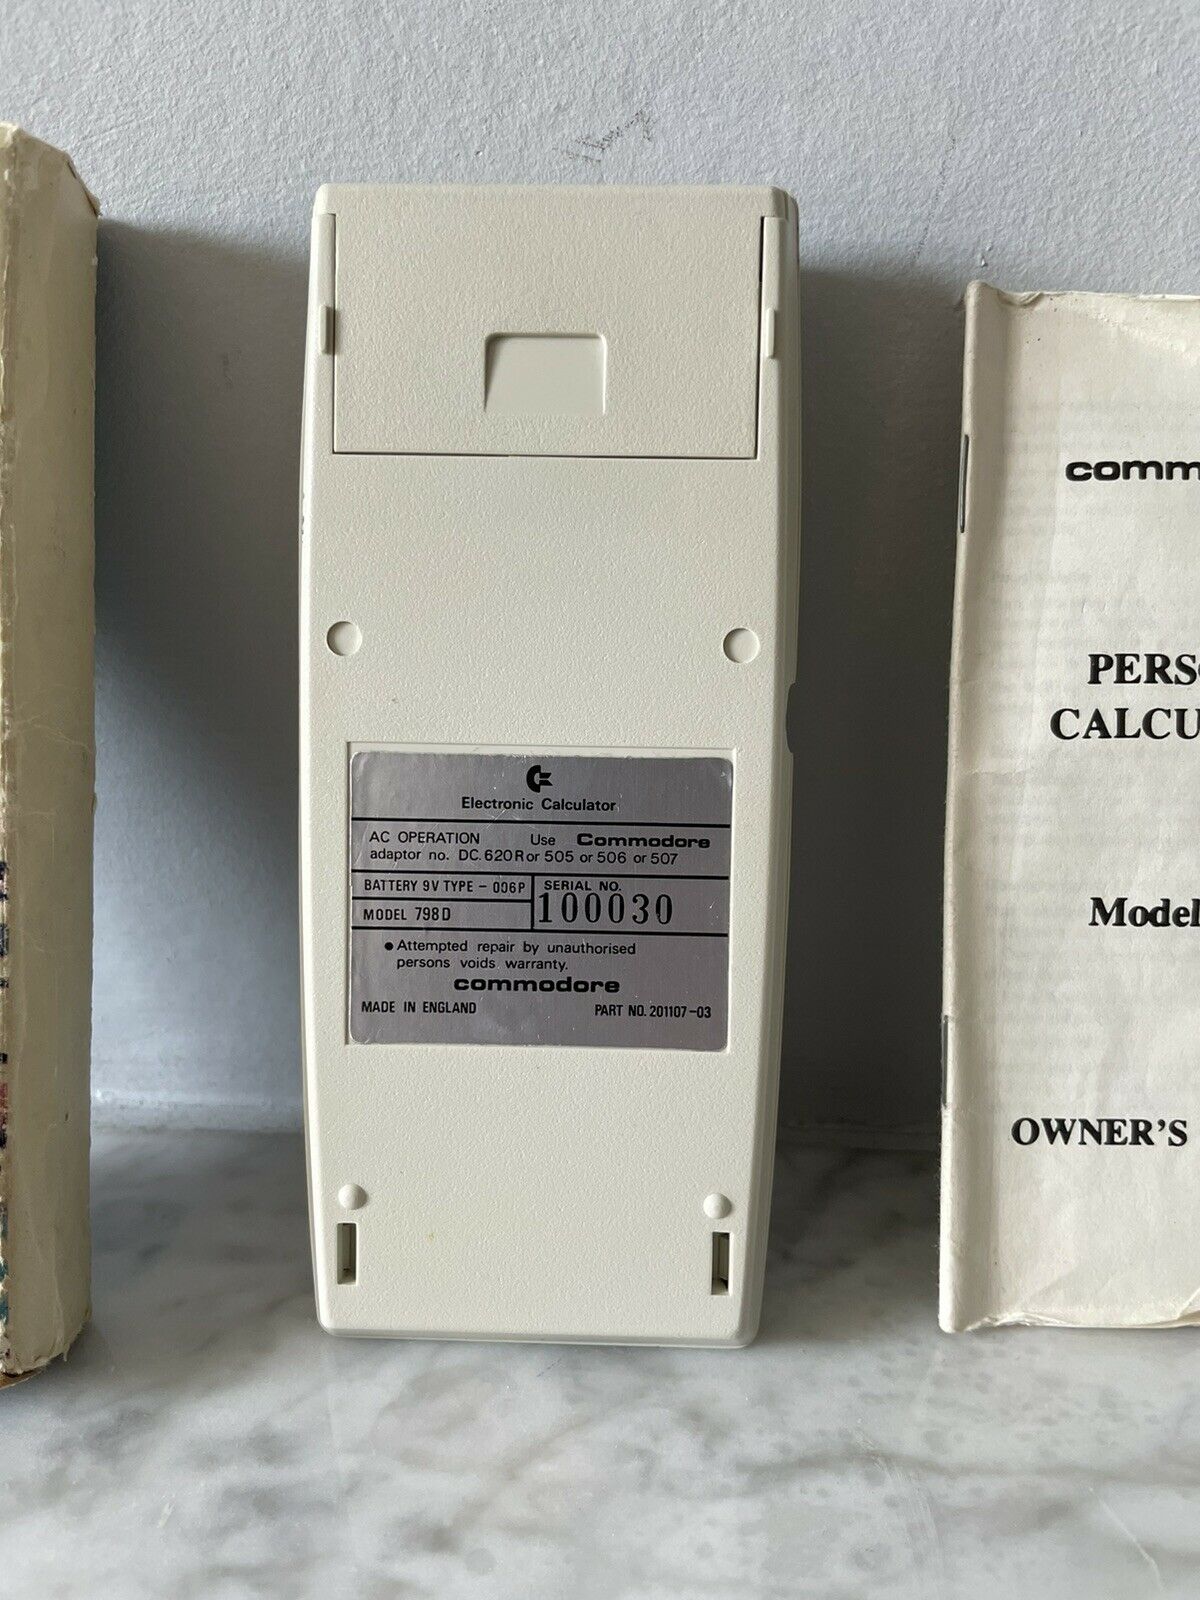 Electronic Calculator
AC OPERATION Use Commodore
adaptor no. DC. 620R or 505 or 506 or 507
BATTERY 9V TYPE - 006P
MODEL 798D
SERIAL NO.
100030
● Attempted repair by unauthorised
persons voids warranty.
commodore
MADE IN ENGLAND PART NO. 201107-03
comm
PERS
CALCU
Model
OWNER'S